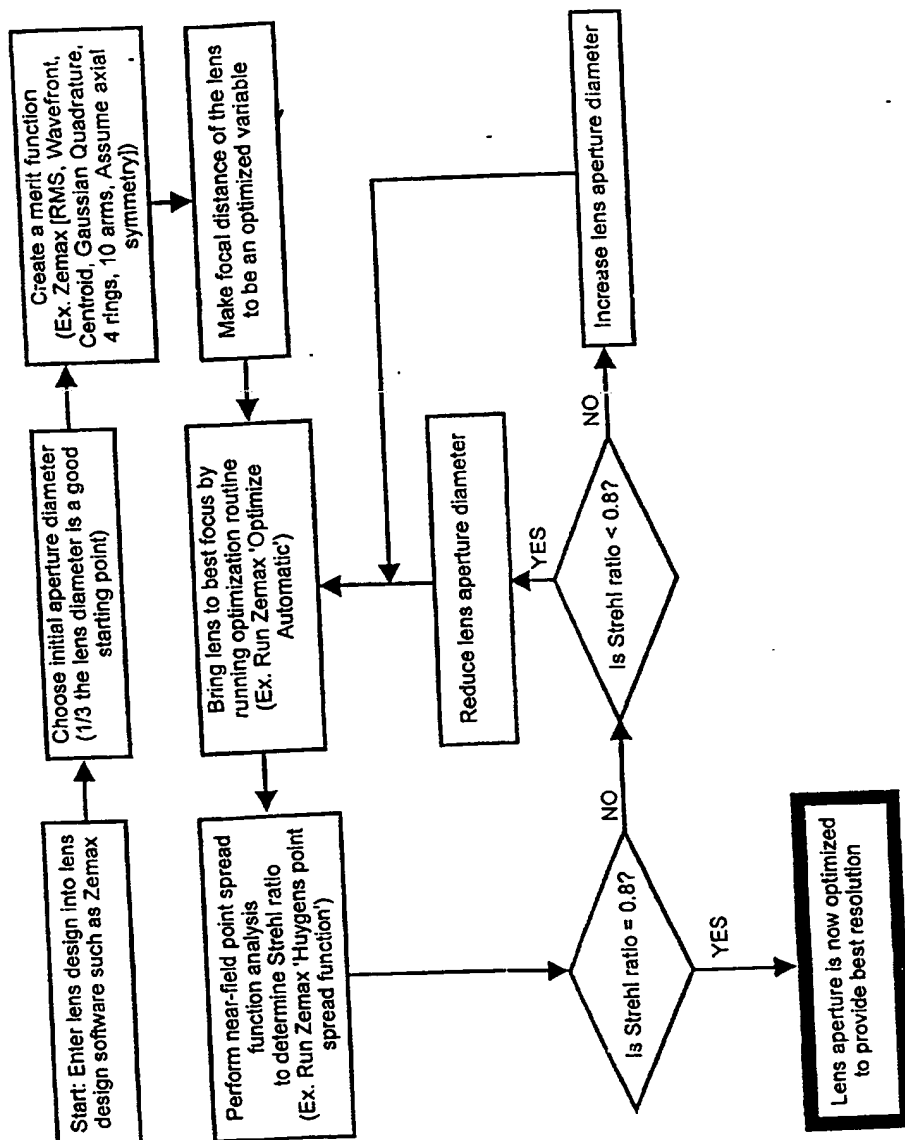 Start: Enter lens design into lens
design software such as Zemax
Choose initial aperture diameter
(1/3 the lens diameter is a good
starting point)
Create a merit function
(Ex. Zemax [RMS, Wavefront,
Centroid, Gaussian Quadrature,
4 rings, 10 arms, Assume axial
symmetry])
Make focal distance of the lens
to be an optimized variable
Bring lens to best focus by
running optimization routine
(Ex. Run Zemax 'Optimize
Automatic')
Perform near-field point spread
function analysis
to determine Strehl ratio
(Ex. Run Zemax 'Huygens point
spread function')
Is Strehl ratio = 0.8?
YES
NO
Lens aperture is now optimized
to provide best resolution
Is Strehl ratio < 0.8?
YES
NO
Reduce lens aperture diameter
Increase lens aperture diameter